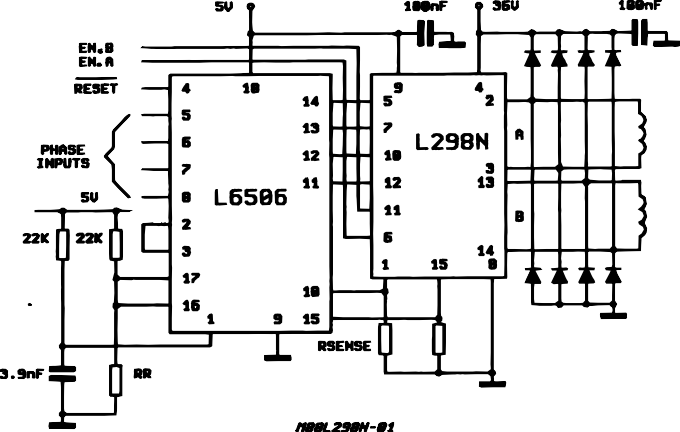 5V
100nF
36V
100nF
EN.B
EN.A
RESET
4
10
9
4
5
14
5
2
6
13
7
A
PHASE
INPUTS
L6506
L298N
7
12
10
3
8
11
12
13
5V
2
11
B
22K
22K
3
6
14
17
1
15
8
16
18
1
9
15
RSENSE
3.9nF
RR
M00L298N-01